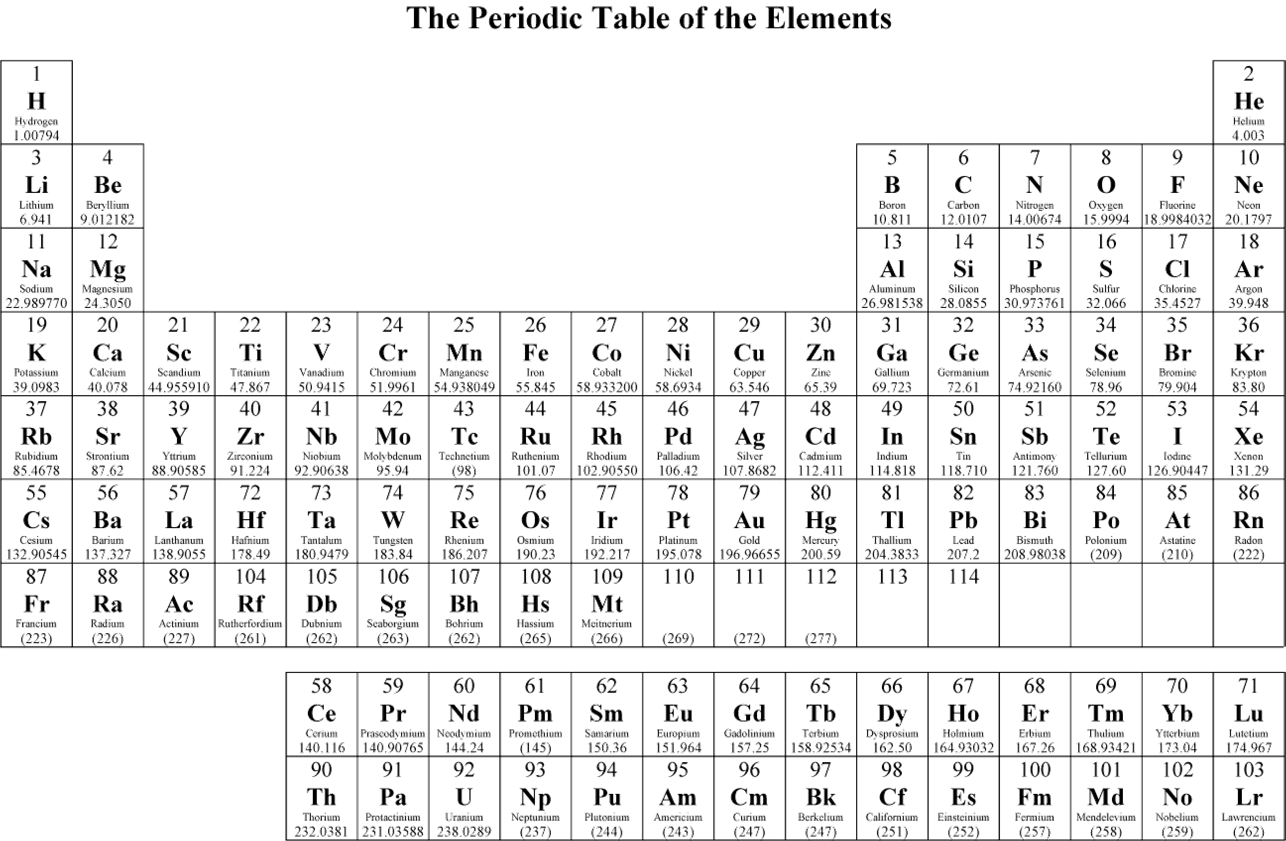 The Periodic Table of the Elements
1 2
H He
Hydrogen Helium
1.00794 4.003
3 4 5 6 7 8 9 10
Li Be B C N O F Ne
Lithium Beryllium Boron Carbon Nitrogen Oxygen Fluorine Neon
6.941 9.012182 10.811 12.0107 14.00674 15.9994 18.9984032 20.1797
11 12 13 14 15 16 17 18
Na Mg Al Si P S Cl Ar
Sodium Magnesium Aluminum Silicon Phosphorus Sulfur Chlorine Argon
22.989770 24.3050 26.981538 28.0855 30.973761 32.066 35.4527 39.948
19 20 21 22 23 24 25 26 27 28 29 30 31 32 33 34 35 36
K Ca Sc Ti V Cr Mn Fe Co Ni Cu Zn Ga Ge As Se Br Kr
Potassium Calcium Scandium Titanium Vanadium Chromium Manganese Iron Cobalt Nickel Copper Zinc Gallium Germanium Arsenic Selenium Bromine Krypton
39.0983 40.078 44.955910 47.867 50.9415 51.9961 54.938049 55.845 58.933200 58.6934 63.546 65.39 69.723 72.61 74.92160 78.96 79.904 83.80
37 38 39 40 41 42 43 44 45 46 47 48 49 50 51 52 53 54
Rb Sr Y Zr Nb Mo Tc Ru Rh Pd Ag Cd In Sn Sb Te I Xe
Rubidium Strontium Yttrium Zirconium Niobium Molybdenum Technetium Ruthenium Rhodium Palladium Silver Cadmium Indium Tin Antimony Tellurium Iodine Xenon
85.4678 87.62 88.90585 91.224 92.90638 95.94 (98) 101.07 102.90550 106.42 107.8682 112.411 114.818 118.710 121.760 127.60 126.90447 131.29
55 56 57 72 73 74 75 76 77 78 79 80 81 82 83 84 85 86
Cs Ba La Hf Ta W Re Os Ir Pt Au Hg Tl Pb Bi Po At Rn
Cesium Barium Lanthanum Hafnium Tantalum Tungsten Rhenium Osmium Iridium Platinum Gold Mercury Thallium Lead Bismuth Polonium Astatine Radon
132.90545 137.327 138.9055 178.49 180.9479 183.84 186.207 190.23 192.217 195.078 196.96655 200.59 204.3833 207.2 208.98038 (209) (210) (222)
87 88 89 104 105 106 107 108 109 110 111 112 113 114
Fr Ra Ac Rf Db Sg Bh Hs Mt
Francium Radium Actinium Rutherfordium Dubnium Seaborgium Bohrium Hassium Meitnerium
(223) (226) (227) (261) (262) (263) (262) (265) (266) (269) (272) (277)
58 59 60 61 62 63 64 65 66 67 68 69 70 71
Ce Pr Nd Pm Sm Eu Gd Tb Dy Ho Er Tm Yb Lu
Cerium Praseodymium Neodymium Promethium Samarium Europium Gadolinium Terbium Dysprosium Holmium Erbium Thulium Ytterbium Lutetium
140.116 140.90765 144.24 (145) 150.36 151.964 157.25 158.92534 162.50 164.93032 167.26 168.93421 173.04 174.967
90 91 92 93 94 95 96 97 98 99 100 101 102 103
Th Pa U Np Pu Am Cm Bk Cf Es Fm Md No Lr
Thorium Protactinium Uranium Neptunium Plutonium Americium Curium Berkelium Californium Einsteinium Fermium Mendelevium Nobelium Lawrencium
232.0381 231.03588 238.0289 (237) (244) (243) (247) (247) (251) (252) (257) (258) (259) (262)